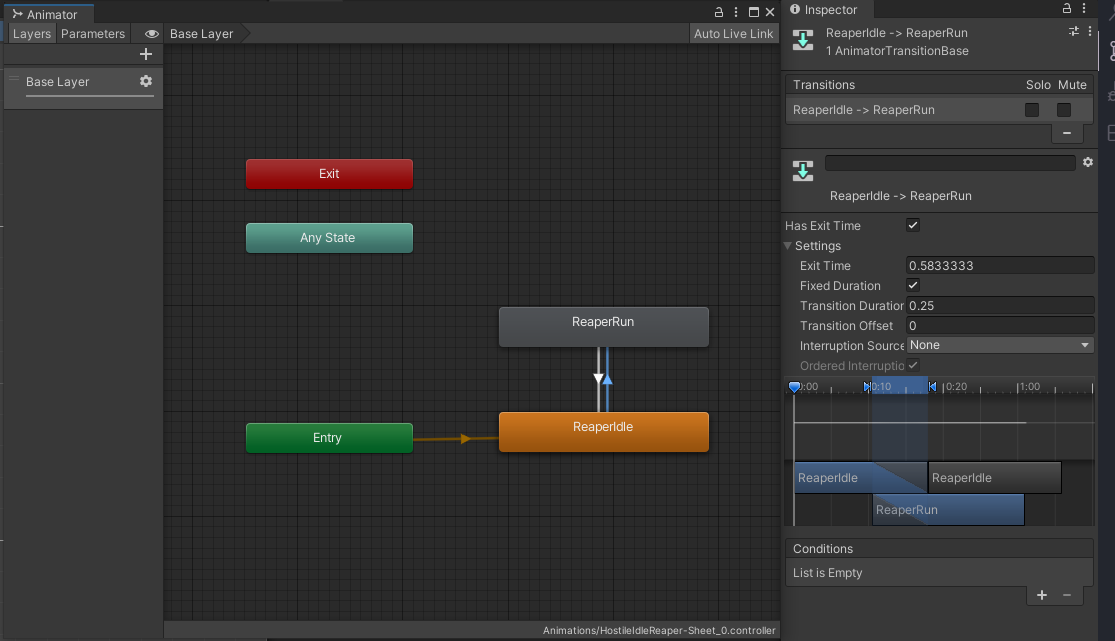 Animator
Layers Parameters
Base Layer
Auto Live Link
Base Layer
Exit
Any State
ReaperRun
ReaperIdle
Entry
Animations/HostileIdleReaper-Sheet_0.controller
Inspector
ReaperIdle -> ReaperRun
1 AnimatorTransitionBase
Transitions Solo Mute
ReaperIdle -> ReaperRun
ReaperIdle -> ReaperRun
Has Exit Time
Settings
Exit Time 0.5833333
Fixed Duration
Transition Duration 0.25
Transition Offset 0
Interruption Source None
Ordered Interruptio
0:00 0:10 0:20 1:00
ReaperIdle ReaperIdle
ReaperRun
Conditions
List is Empty